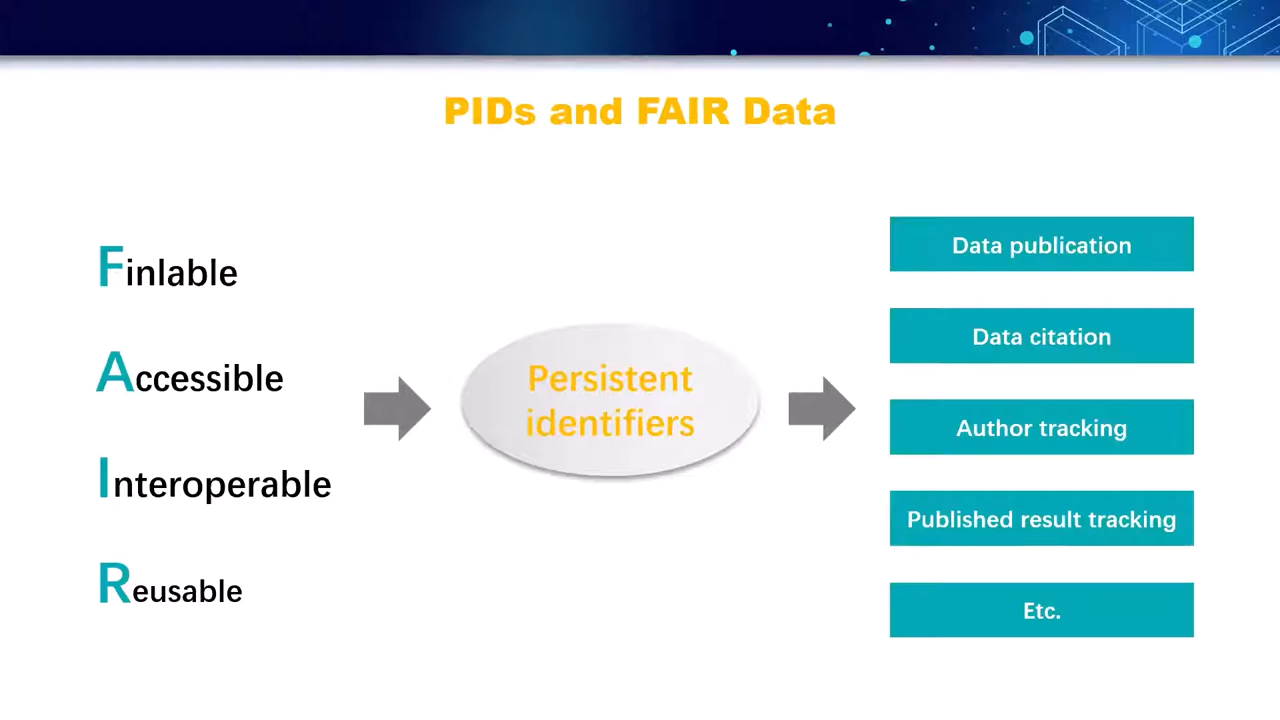 PIDs and FAIR Data
Finlable
Accessible
Interoperable
Reusable
Persistent
identifiers
Data publication
Data citation
Author tracking
Published result tracking
Etc.